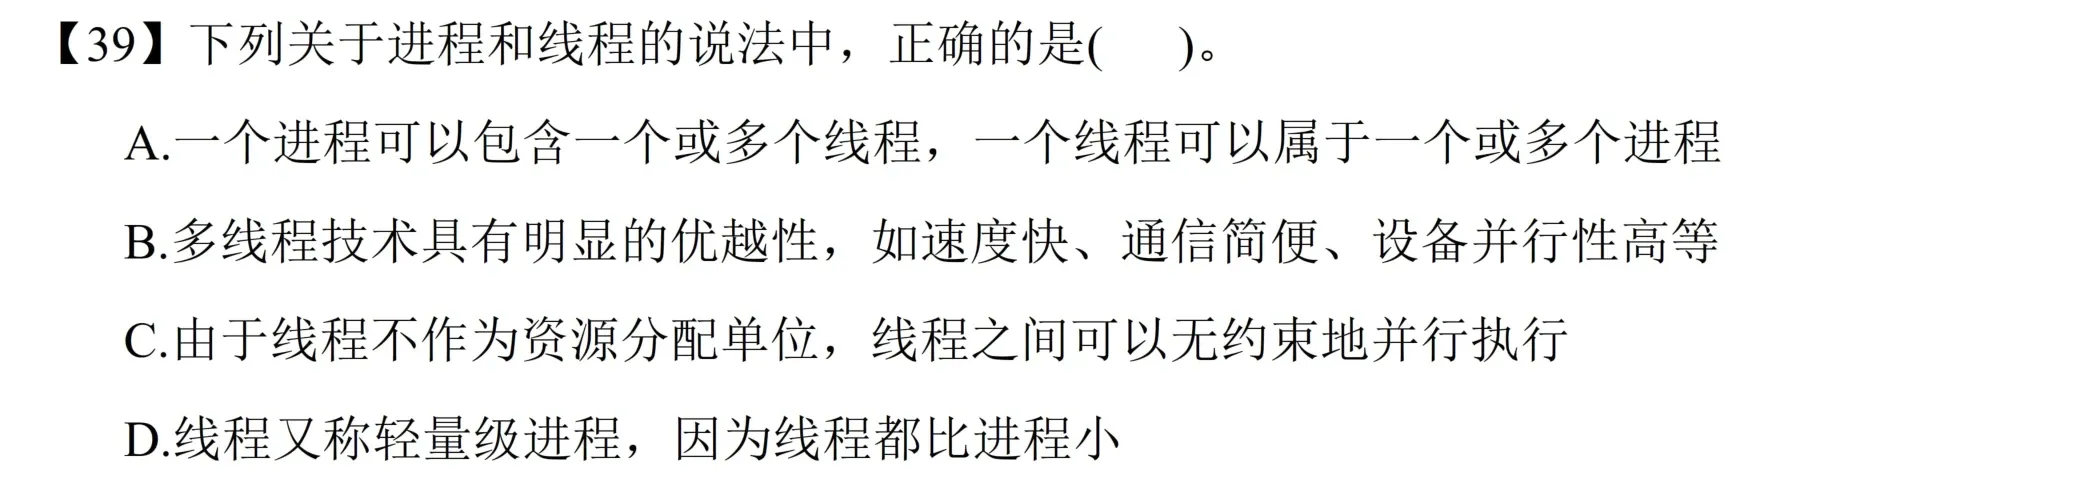 【39】下列关于进程和线程的说法中，正确的是(    )。
A.一个进程可以包含一个或多个线程，一个线程可以属于一个或多个进程
B.多线程技术具有明显的优越性，如速度快、通信简便、设备并行性高等
C.由于线程不作为资源分配单位，线程之间可以无约束地并行执行
D.线程又称轻量级进程，因为线程都比进程小